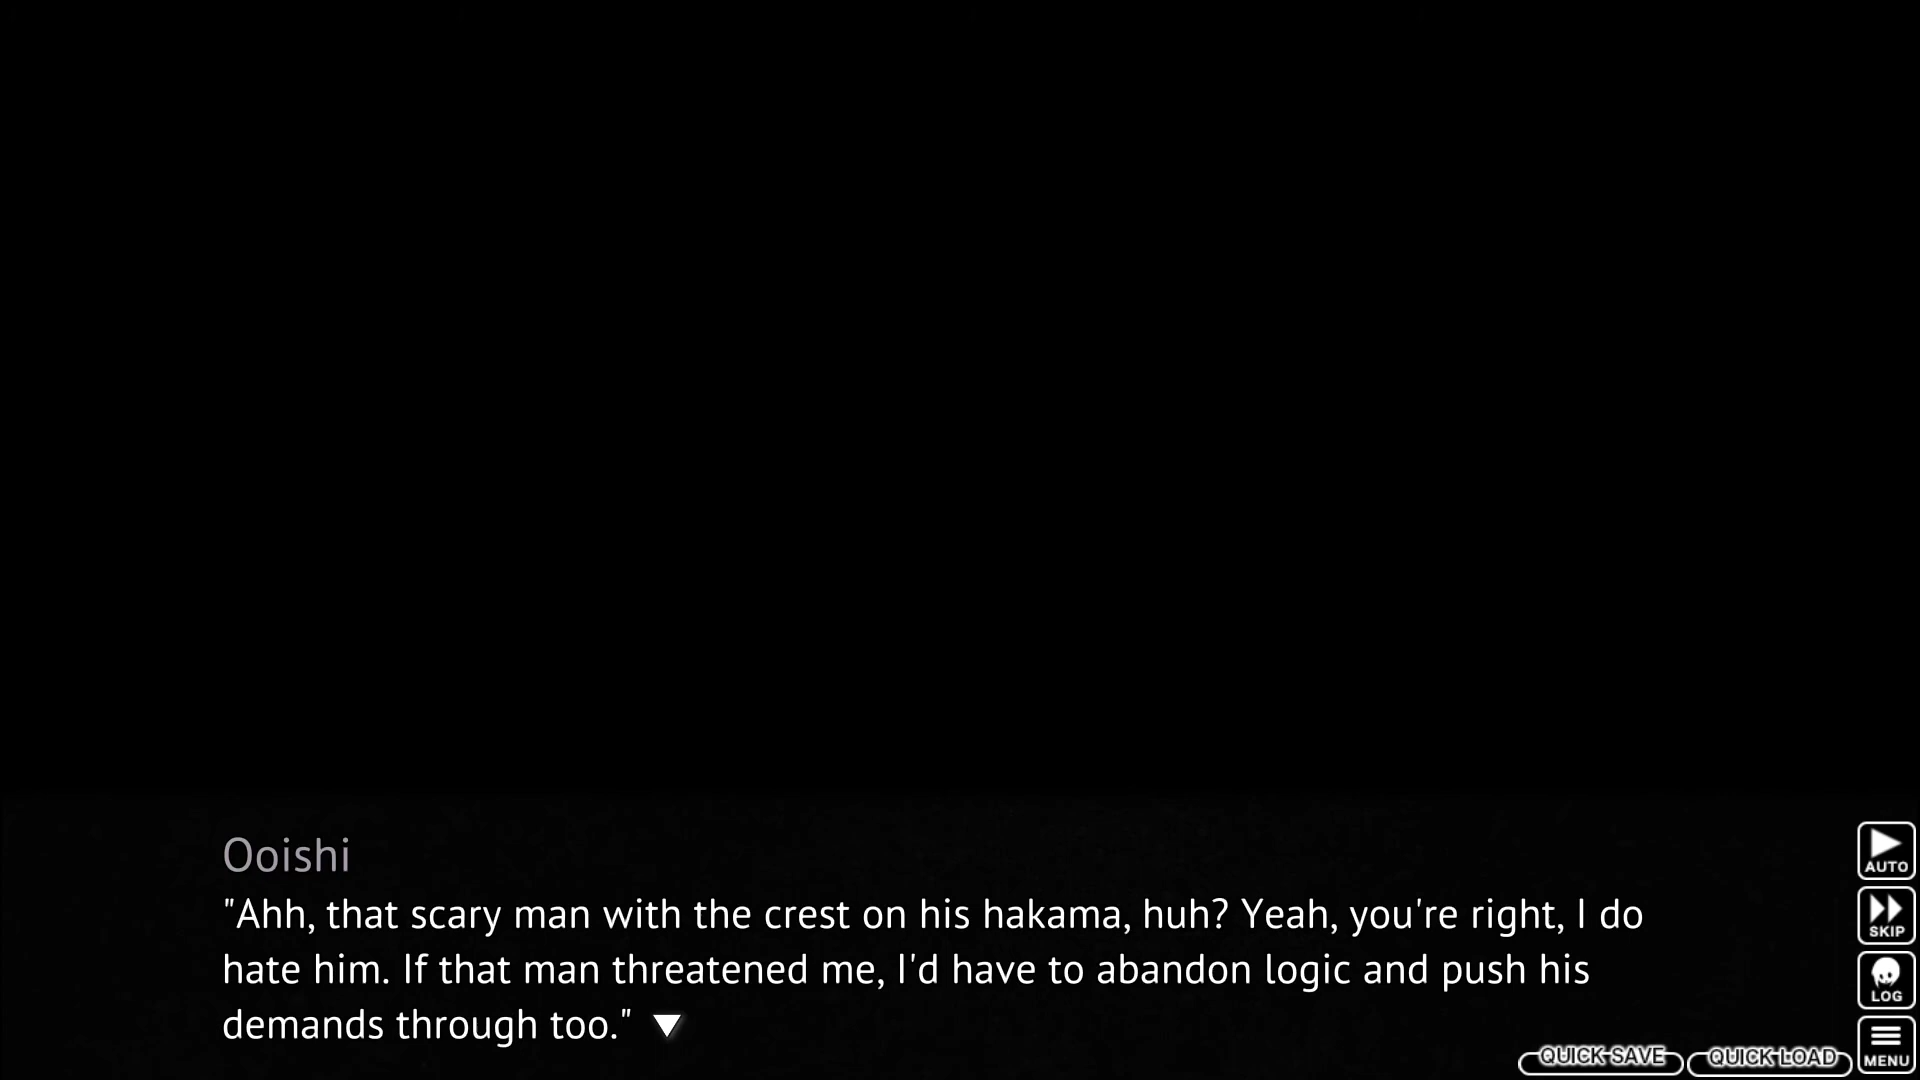 Ooishi
"Ahh, that scary man with the crest on his hakama, huh? Yeah, you're right, I do
hate him. If that man threatened me, I'd have to abandon logic and push his
demands through too."
AUTO
SKIP
LOG
MENU
QUICK SAVE
QUICK LOAD